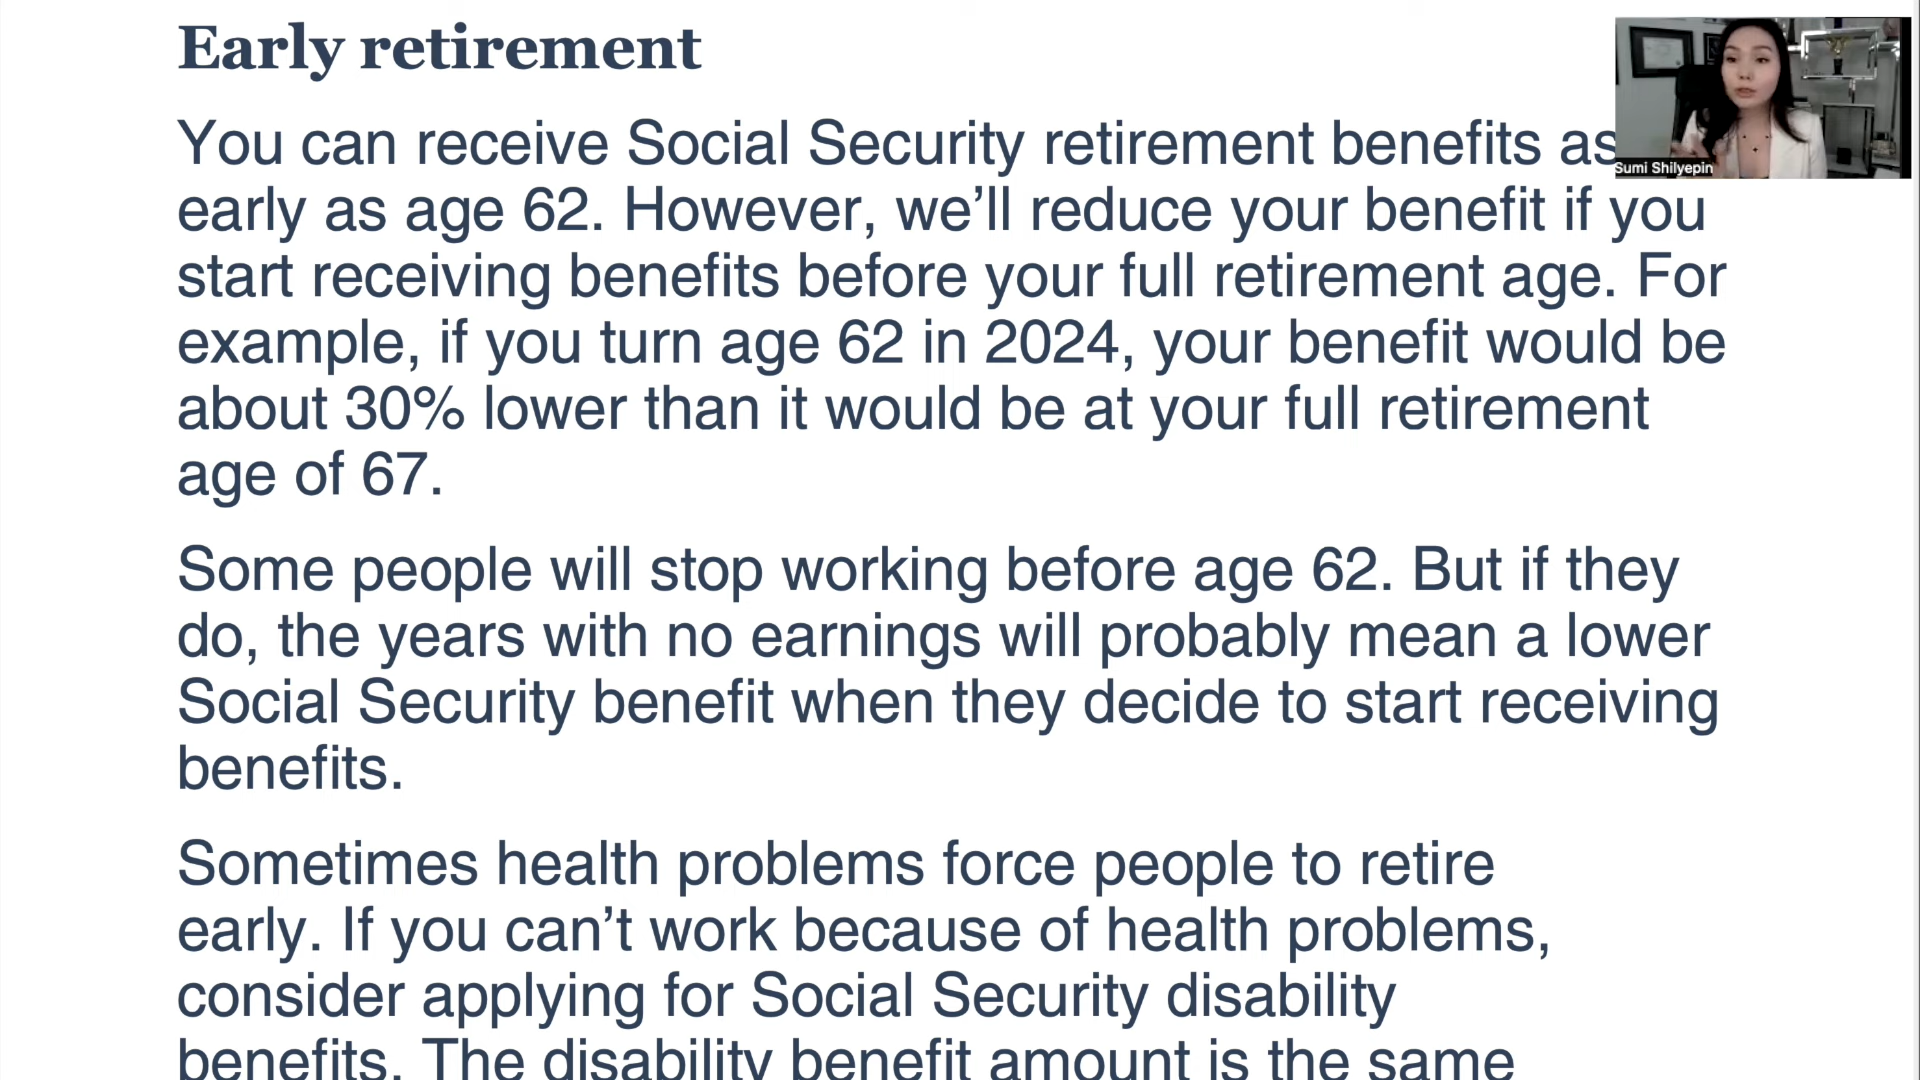 Early retirement
You can receive Social Security retirement benefits as
early as age 62. However, we’ll reduce your benefit if you
start receiving benefits before your full retirement age. For
example, if you turn age 62 in 2024, your benefit would be
about 30% lower than it would be at your full retirement
age of 67.
Some people will stop working before age 62. But if they
do, the years with no earnings will probably mean a lower
Social Security benefit when they decide to start receiving
benefits.
Sometimes health problems force people to retire
early. If you can’t work because of health problems,
consider applying for Social Security disability
benefits. The disability benefit amount is the same
Sumi Shilyepin